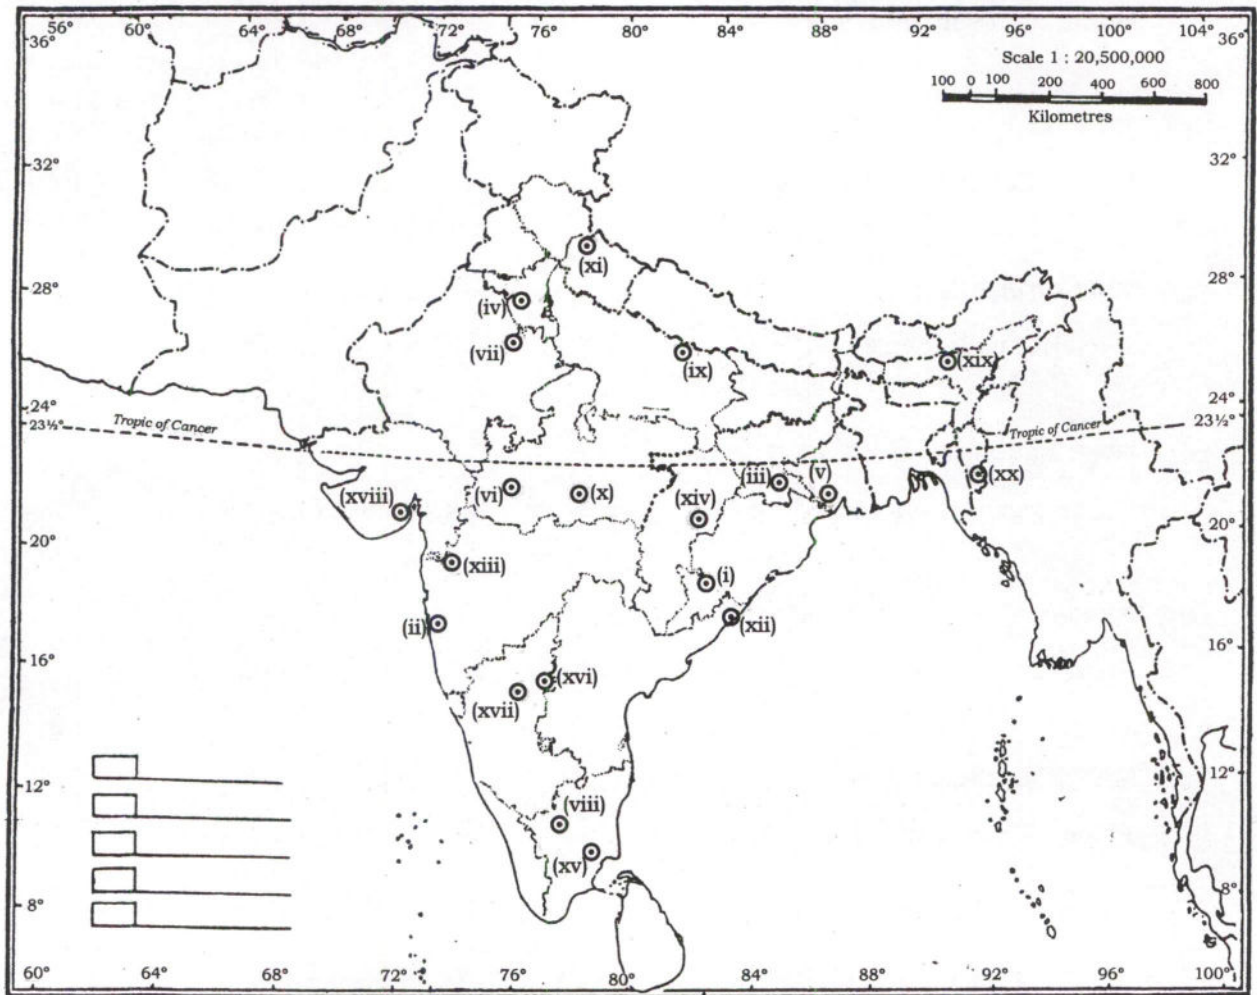 56° 60° 64° 68° 72° 76° 80° 84° 88° 92° 96° 100° 104°
36° 36°
Scale 1 : 20,500,000
100 0 100 200 400 600 800
Kilometres
32° 32°
(xi)
28° 28°
(iv)
(vii)
(ix)
(xix)
24° 24°
23½° Tropic of Cancer Tropic of Cancer 23½°
(iii) (v) (xx)
(xviii) (vi) (x) (xiv)
20° 20°
(xiii) (i)
(ii) (xii)
16° 16°
(xvi)
(xvii)
12° 12°
(viii)
(xv)
8° 8°
60° 64° 68° 72° 76° 80° 84° 88° 92° 96° 100°